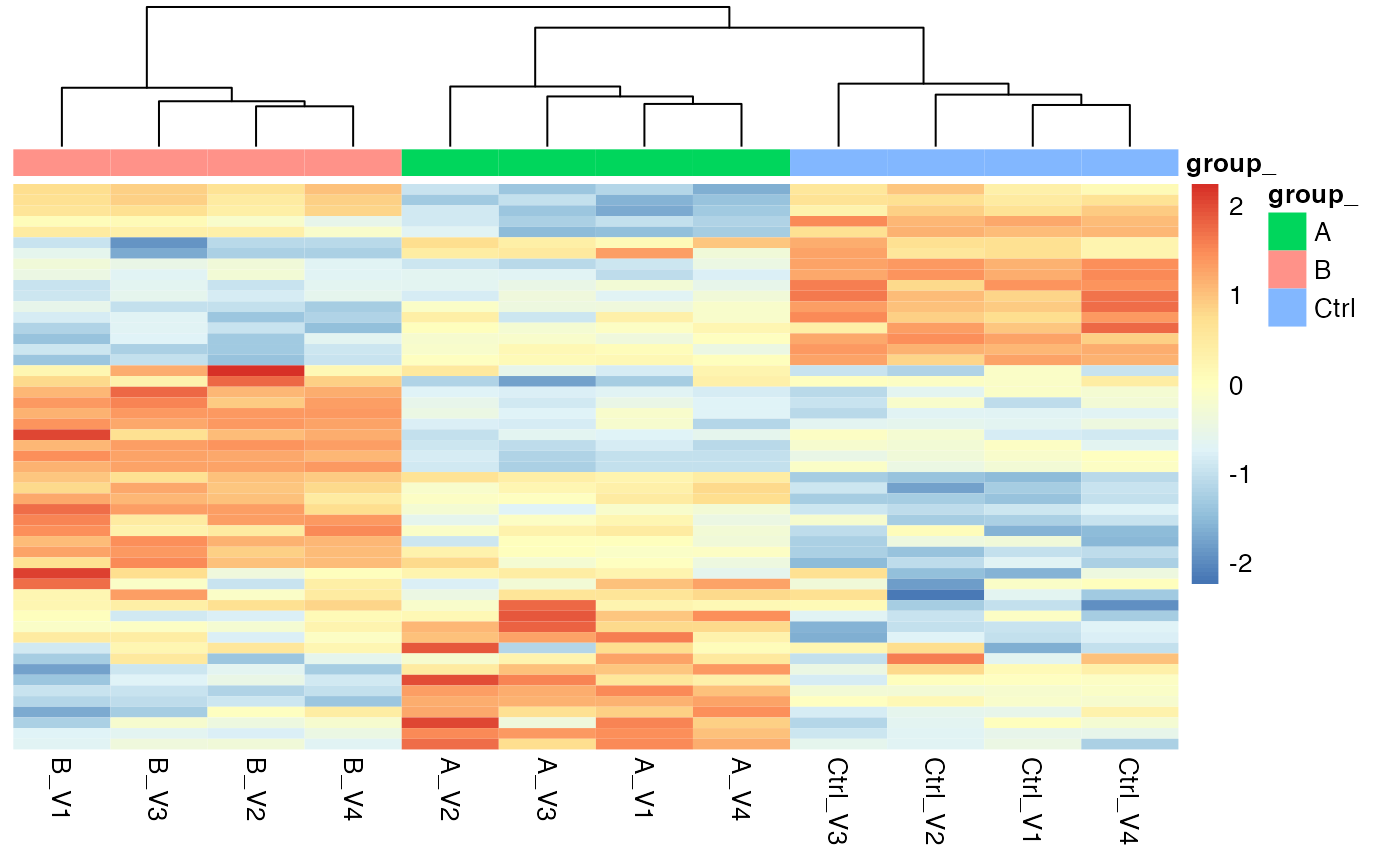 group_
group_
A
B
Ctrl
2
1
0
-1
-2
B_V1
B_V3
B_V2
B_V4
A_V2
A_V3
A_V1
A_V4
Ctrl_V3
Ctrl_V2
Ctrl_V1
Ctrl_V4